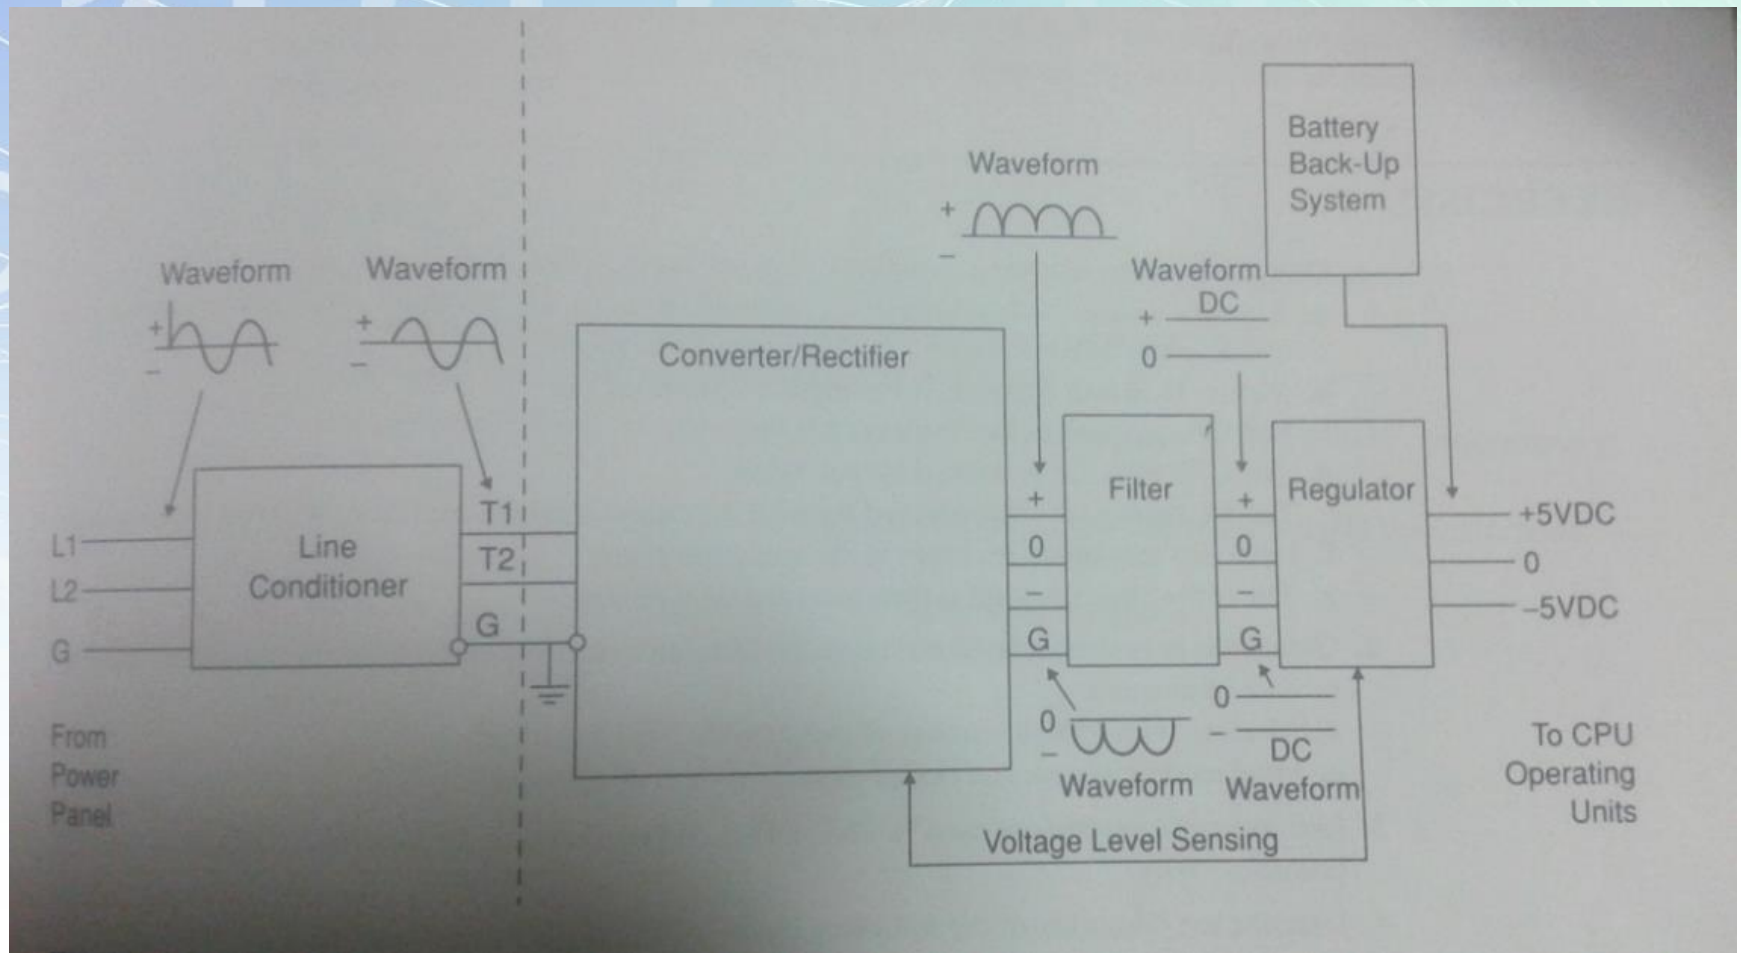 Battery
Back-Up
System
Waveform
+
−
Waveform
DC
+
0
Waveform
+
−
Waveform
+
−
Converter/Rectifier
Line
Conditioner
L1
L2
G
T1
T2
G
+
0
−
G
Filter
+
0
−
G
Regulator
+5VDC
0
−5VDC
0
−
Waveform
0
−
DC
Waveform
Voltage Level Sensing
From
Power
Panel
To CPU
Operating
Units